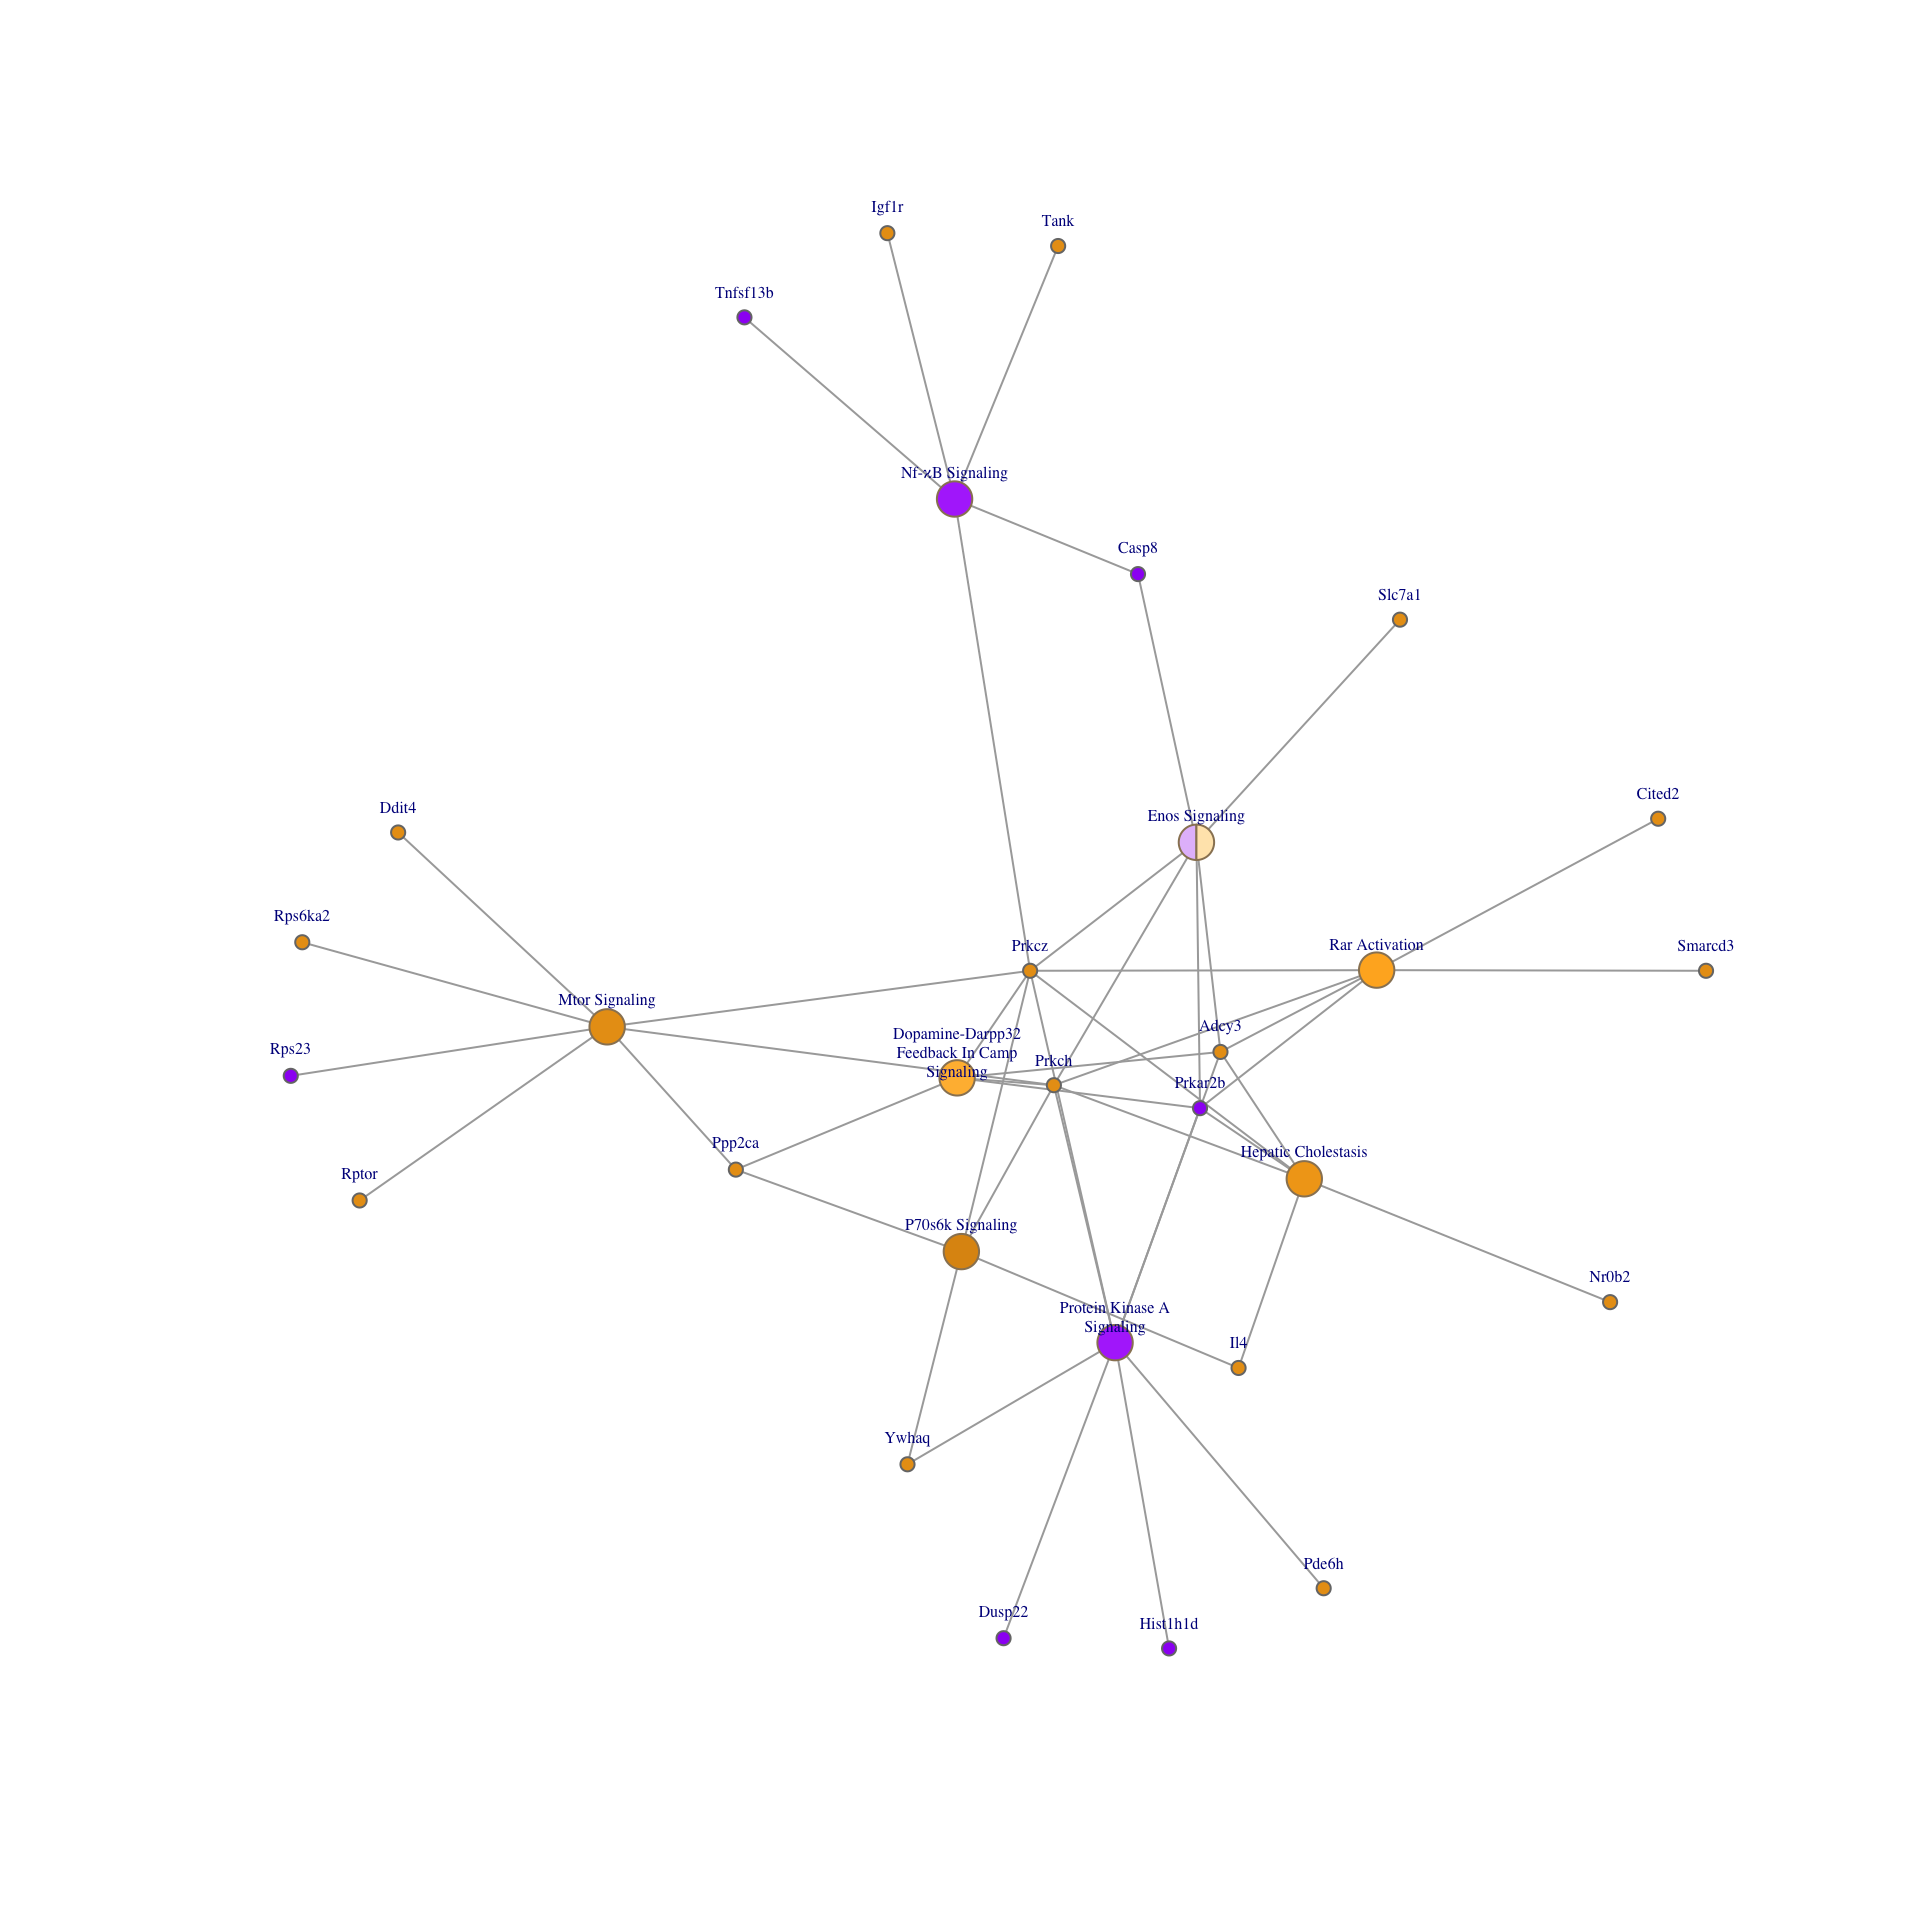 Igf1r
Tank
Tnfsf13b
Nf-ϰB Signaling
Casp8
Slc7a1
Cited2
Ddit4
Enos Signaling
Rps6ka2
Prkcz
Rar Activation
Smarcd3
Mtor Signaling
Adcy3
Dopamine-Darpp32
Feedback In Camp
Signaling
Rps23
Prkch
Prkar2b
Ppp2ca
Hepatic Cholestasis
Rptor
P70s6k Signaling
Nr0b2
Protein Kinase A
Signaling
Il4
Ywhaq
Pde6h
Dusp22
Hist1h1d